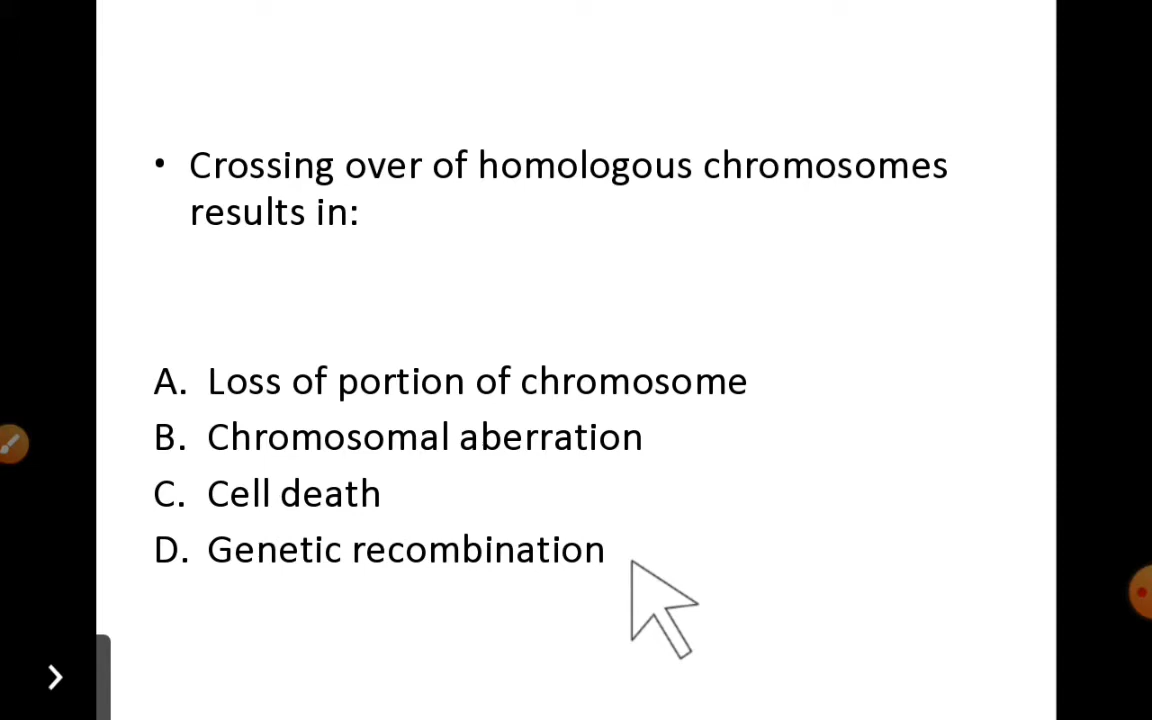 • Crossing over of homologous chromosomes
results in:
A. Loss of portion of chromosome
B. Chromosomal aberration
C. Cell death
D. Genetic recombination